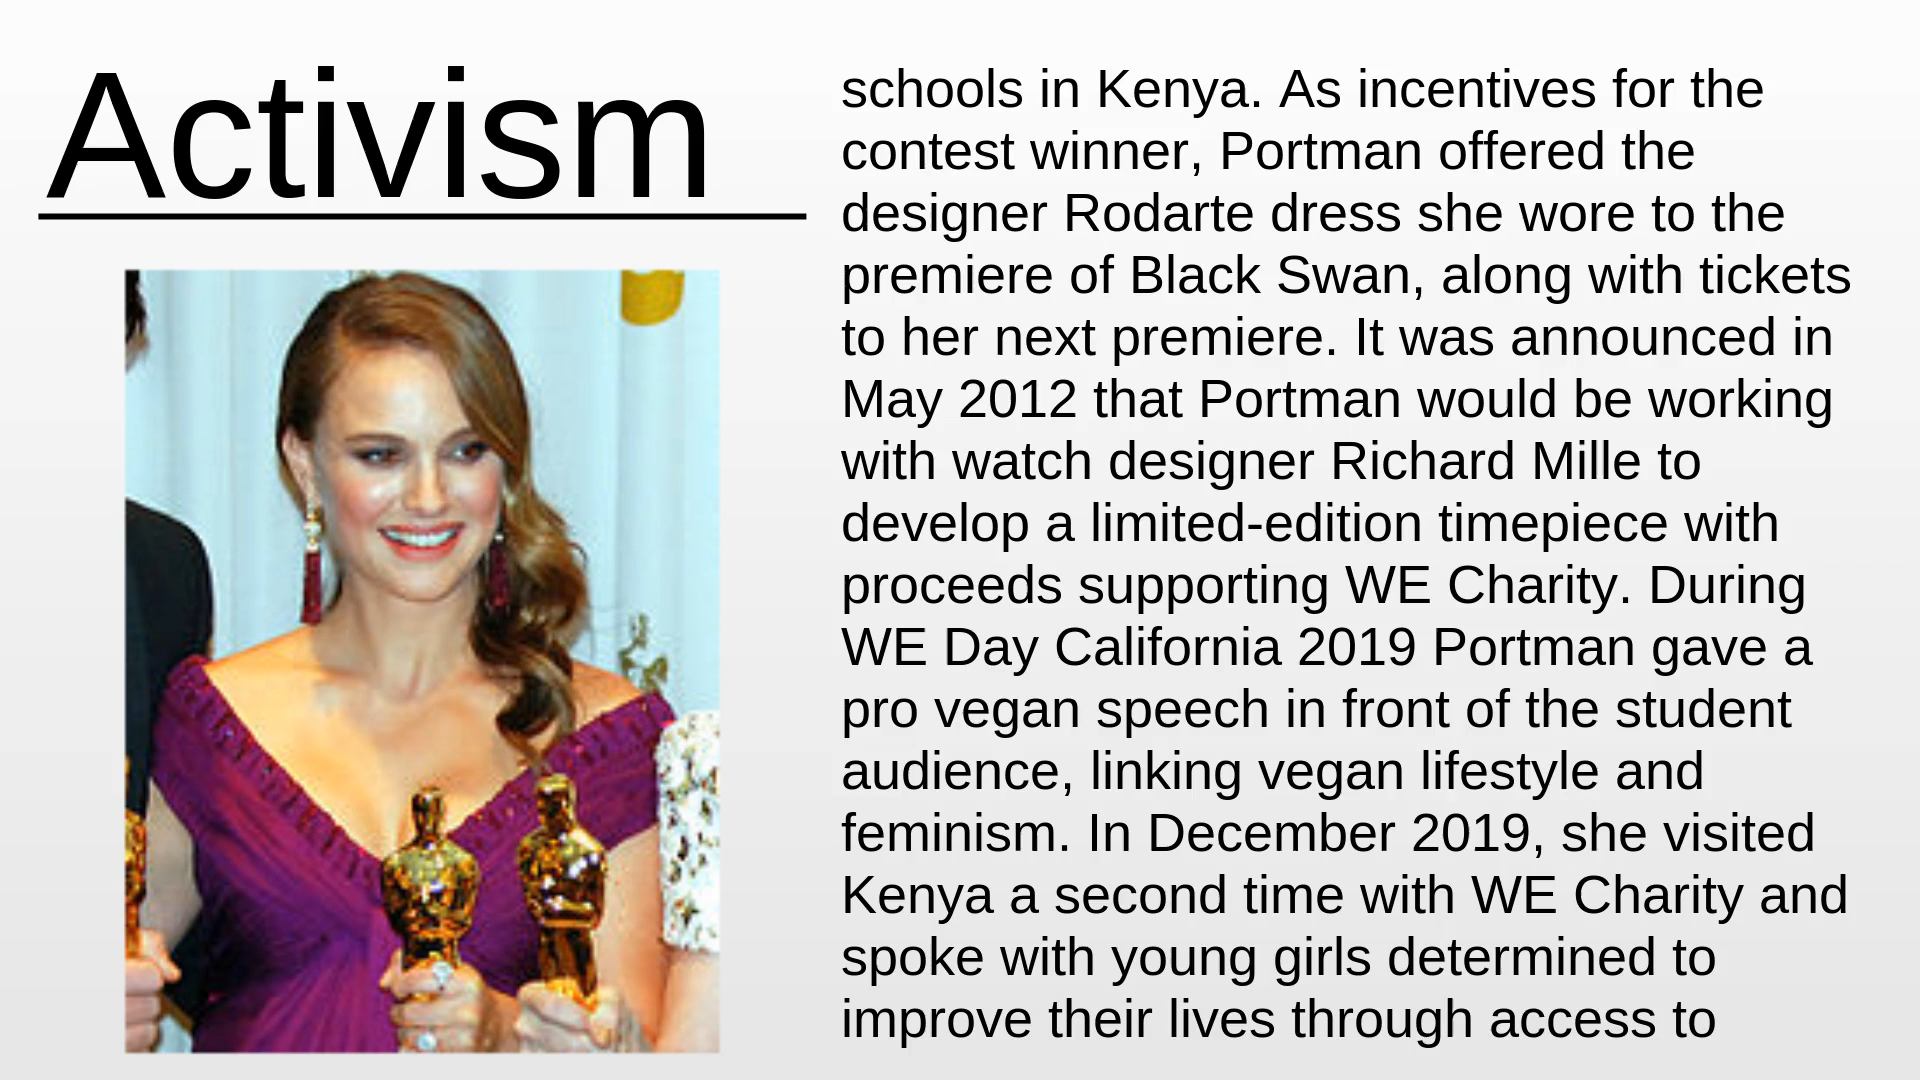 Activism
schools in Kenya. As incentives for the
contest winner, Portman offered the
designer Rodarte dress she wore to the
premiere of Black Swan, along with tickets
to her next premiere. It was announced in
May 2012 that Portman would be working
with watch designer Richard Mille to
develop a limited-edition timepiece with
proceeds supporting WE Charity. During
WE Day California 2019 Portman gave a
pro vegan speech in front of the student
audience, linking vegan lifestyle and
feminism. In December 2019, she visited
Kenya a second time with WE Charity and
spoke with young girls determined to
improve their lives through access to